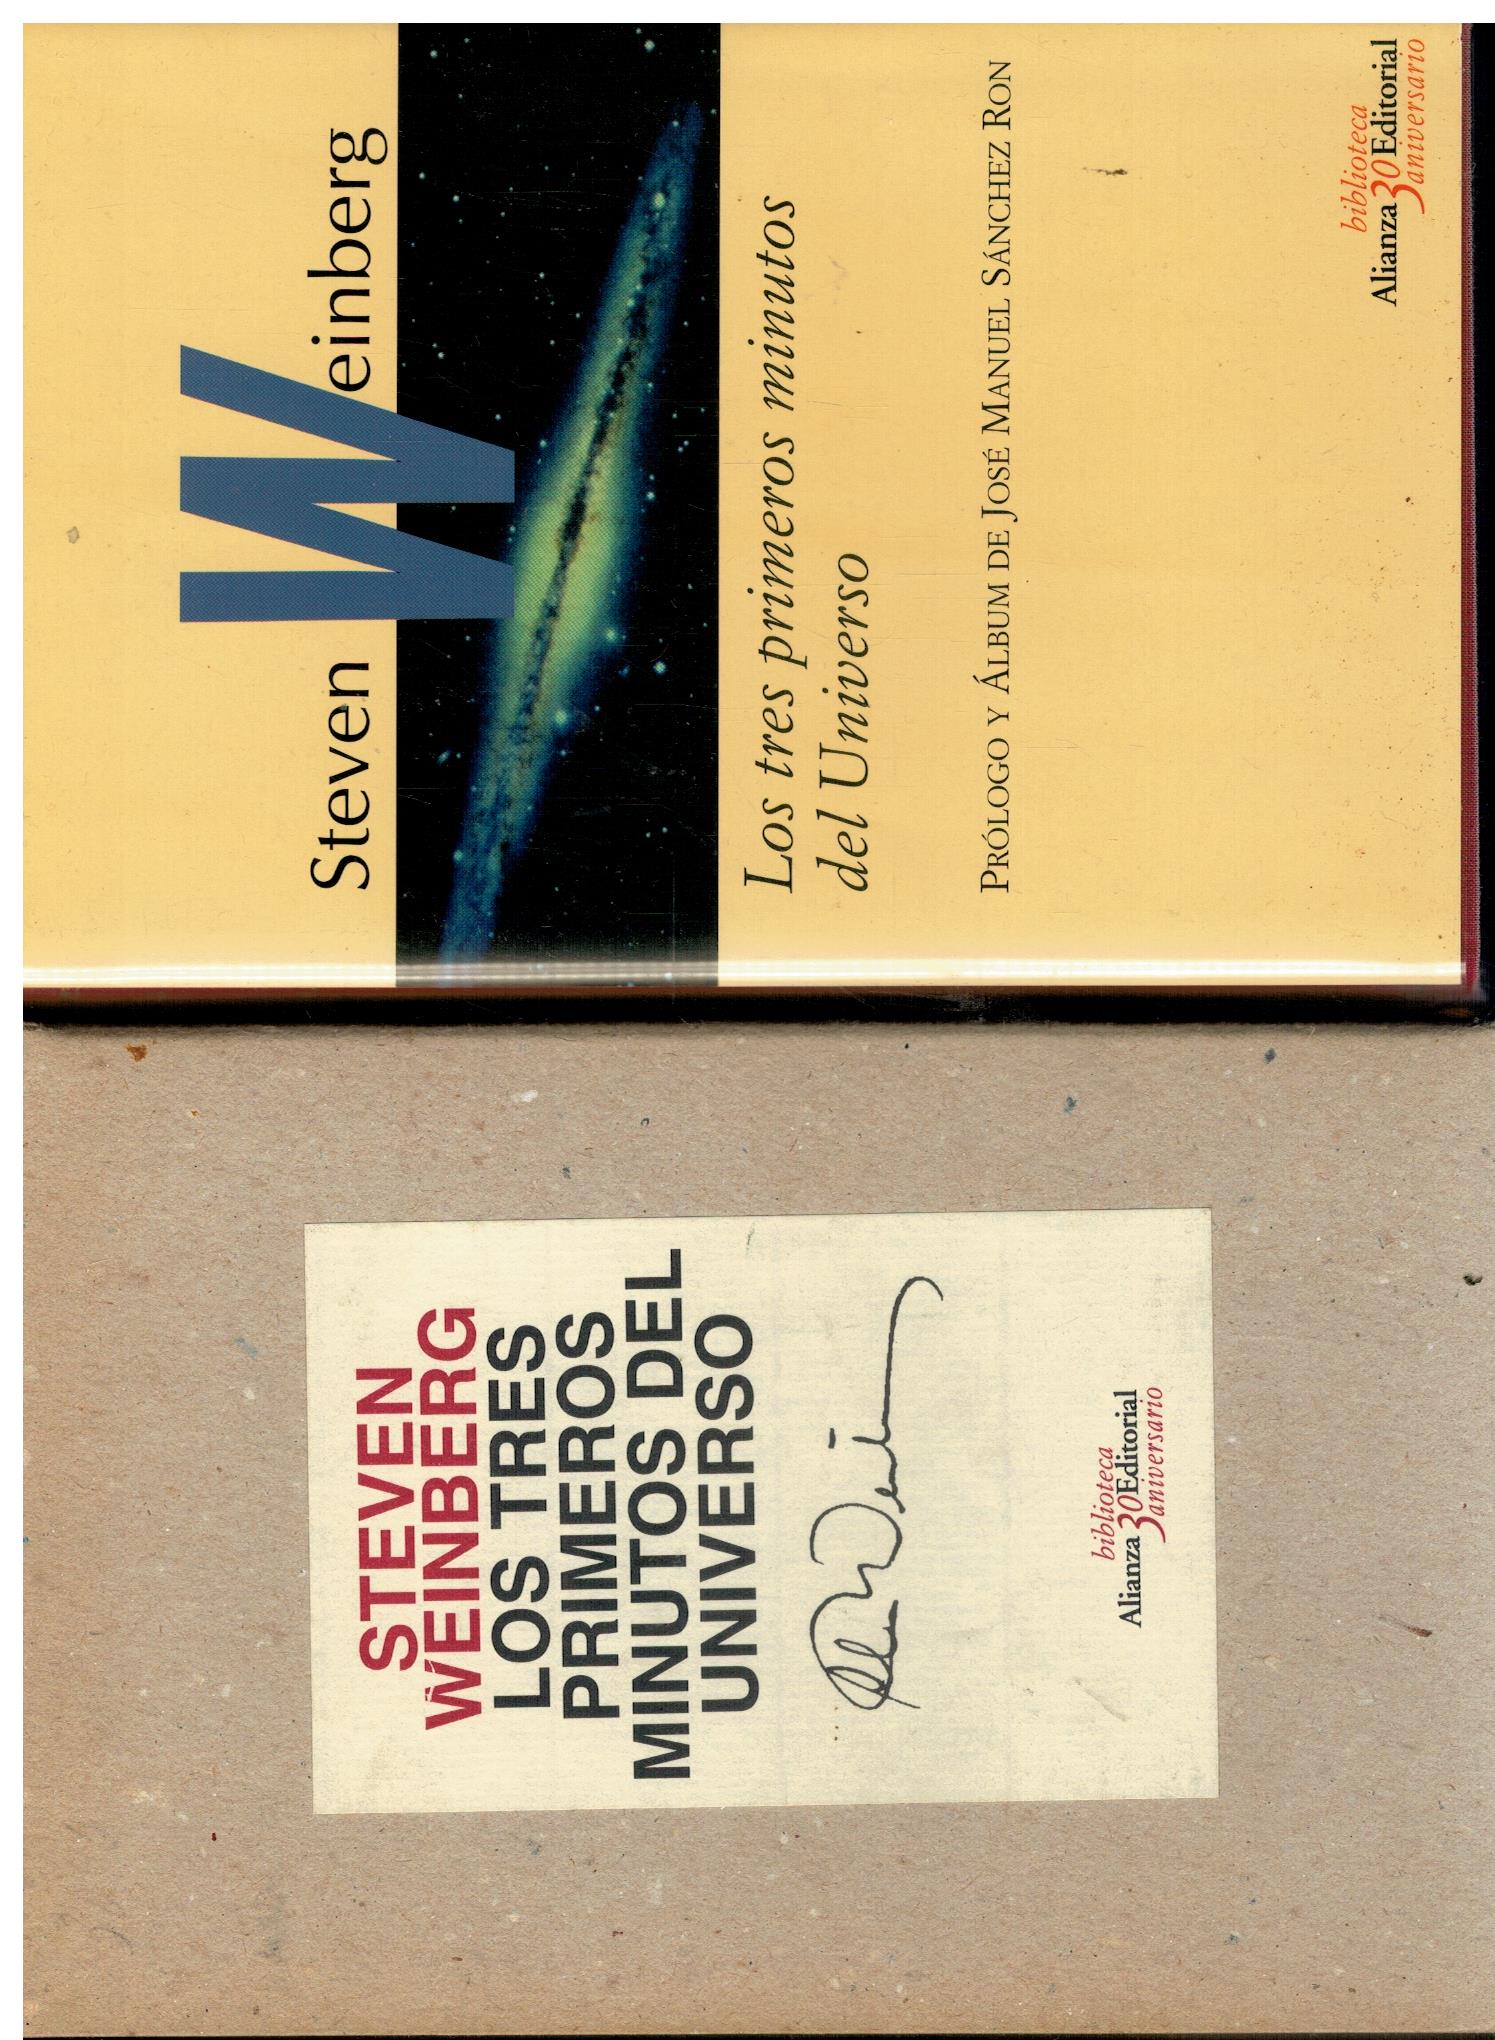 Steven Weinberg
Los tres primeros minutos
del Universo
PRÓLOGO Y ÁLBUM DE JOSÉ MANUEL SÁNCHEZ RON
biblioteca
Alianza 30 Editorial
aniversario
STEVEN
WEINBERG
LOS TRES
PRIMEROS
MINUTOS DEL
UNIVERSO
biblioteca
Alianza 30 Editorial
aniversario